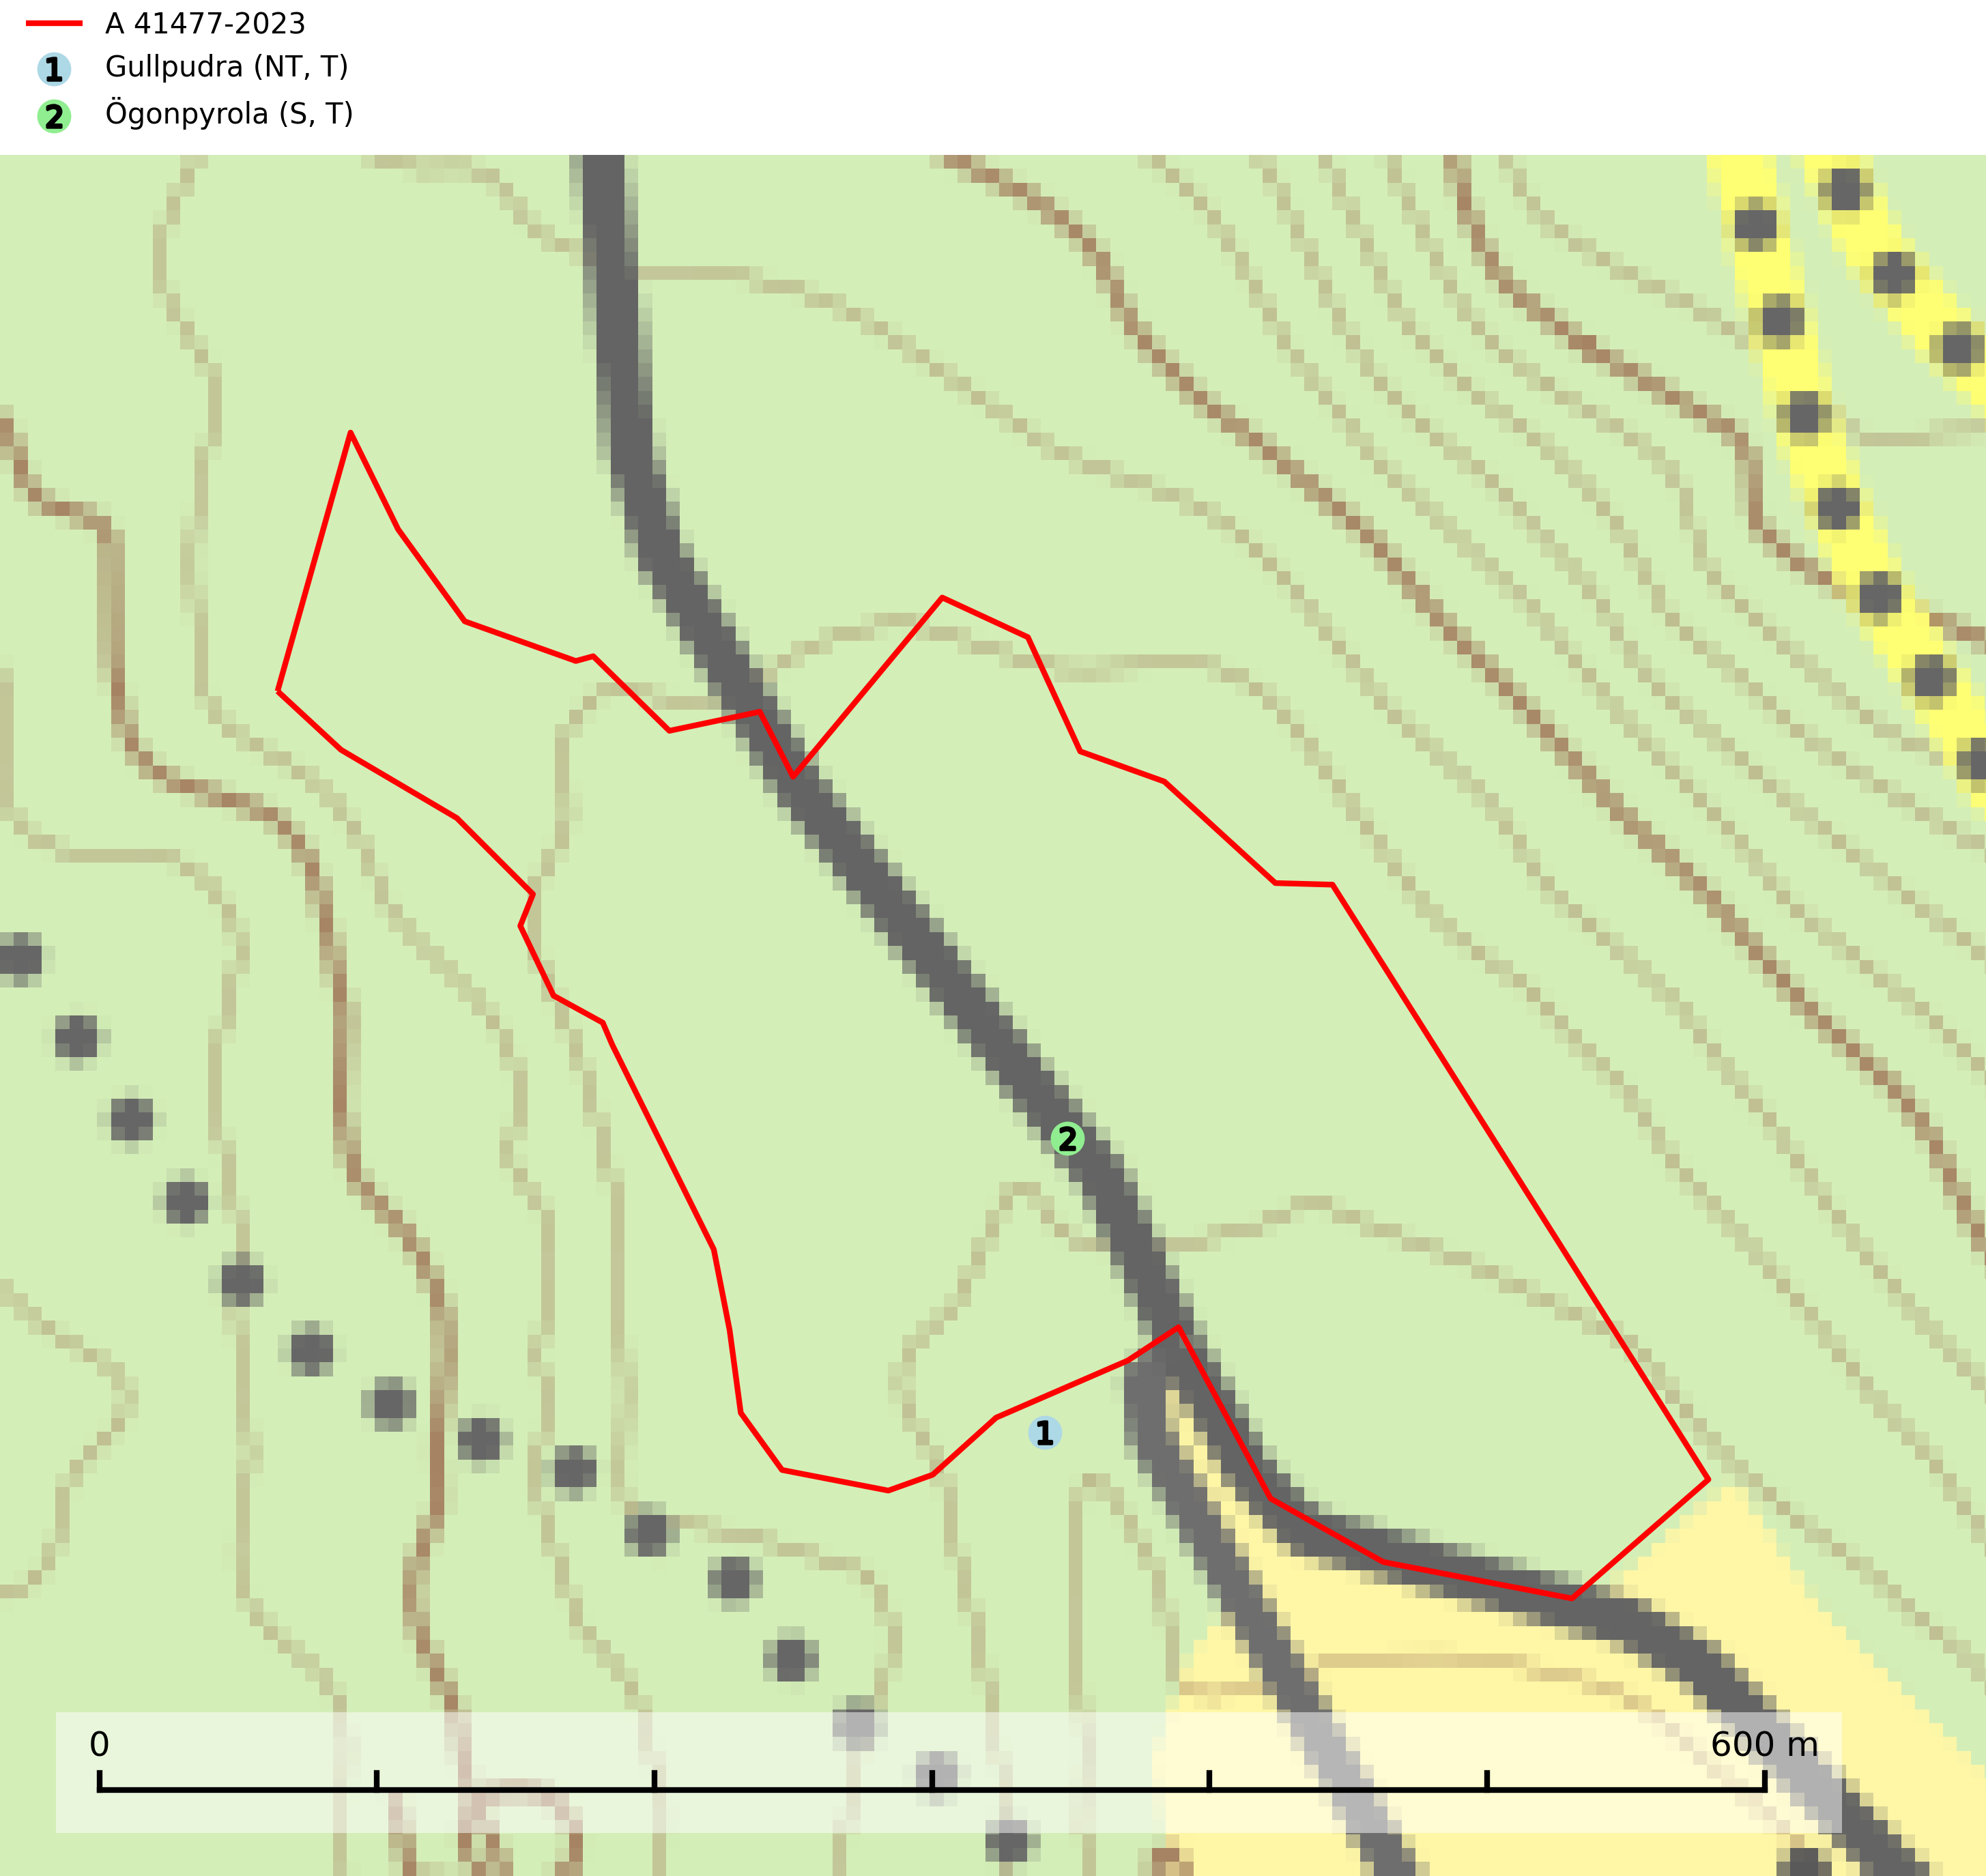 A 41477-2023
1 Gullpudra (NT, T)
2 Ögonpyrola (S, T)
2
1
0 600 m